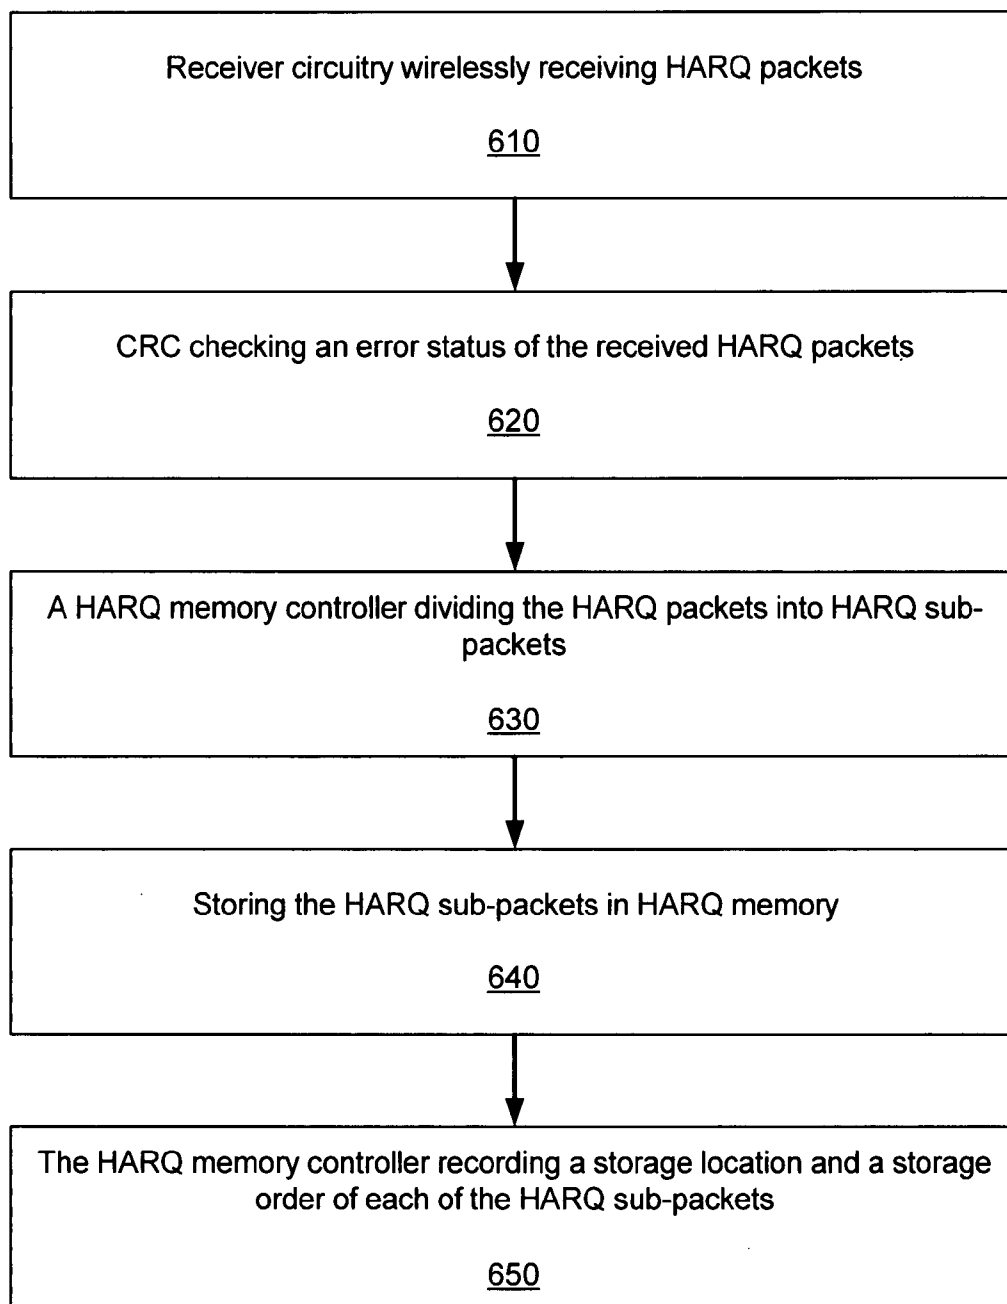 Receiver circuitry wirelessly receiving HARQ packets
610
CRC checking an error status of the received HARQ packets
620
A HARQ memory controller dividing the HARQ packets into HARQ sub-
packets
630
Storing the HARQ sub-packets in HARQ memory
640
The HARQ memory controller recording a storage location and a storage
order of each of the HARQ sub-packets
650